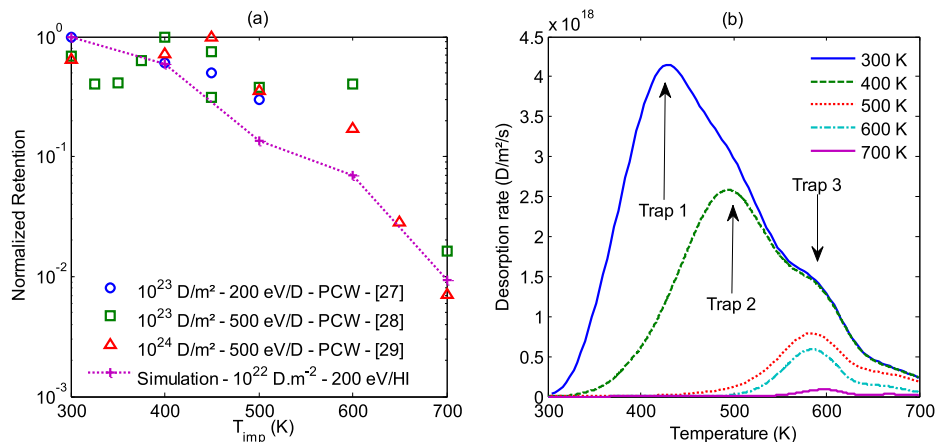 (a)
Normalized Retention
10^0
10^-1
10^-2
10^-3
10^23 D/m² - 200 eV/D - PCW - [27]
10^23 D/m² - 500 eV/D - PCW - [28]
10^24 D/m² - 500 eV/D - PCW - [29]
Simulation - 10^22 D.m^-2 - 200 eV/HI
300 400 500 600 700
T_imp (K)
(b)
x 10^18
Desorption rate (D/m²/s)
5
4.5
4
3.5
3
2.5
2
1.5
1
0.5
0
300 K
400 K
500 K
600 K
700 K
Trap 1
Trap 2
Trap 3
300 400 500 600 700
Temperature (K)